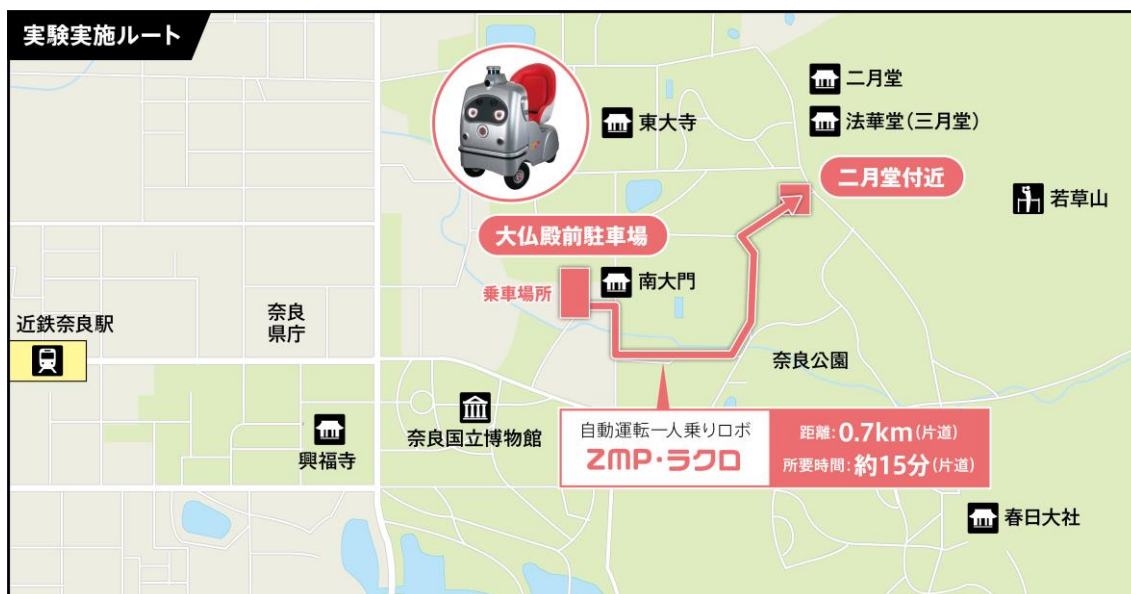 実験実施ルート
二月堂
東大寺
法華堂(三月堂)
二月堂付近
若草山
大仏殿前駐車場
南大門
乗車場所
近鉄奈良駅
奈良
県庁
奈良公園
奈良国立博物館
興福寺
自動運転一人乗りロボ
ZMP・ラクロ
距離:0.7km(片道)
所要時間:約15分(片道)
春日大社